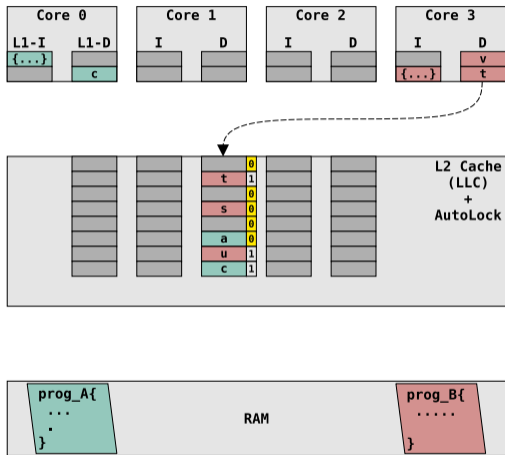 Core 0
Core 1
Core 2
Core 3
L1-I
L1-D
I
D
I
D
I
D
{...}
c
{...}
v
t
0
t 1
0
s 0
0
a 0
u 1
c 1
L2 Cache
(LLC)
+
AutoLock
prog_A{
...
.
}
RAM
prog_B{
.....
}